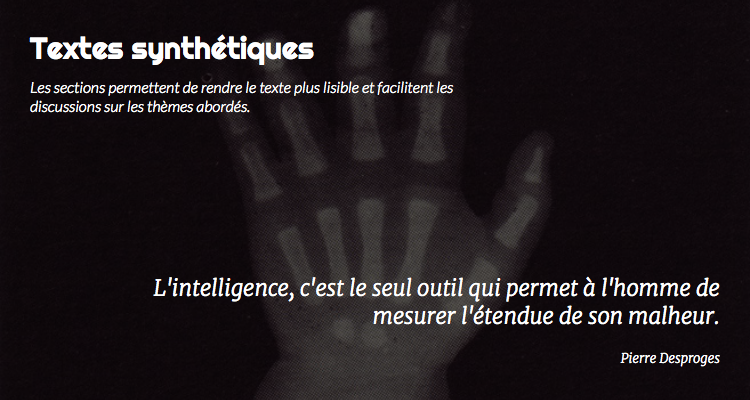 Textes synthétiques
Les sections permettent de rendre le texte plus lisible et facilitent les
discussions sur les thèmes abordés.
L'intelligence, c'est le seul outil qui permet à l'homme de
mesurer l'étendue de son malheur.
Pierre Desproges